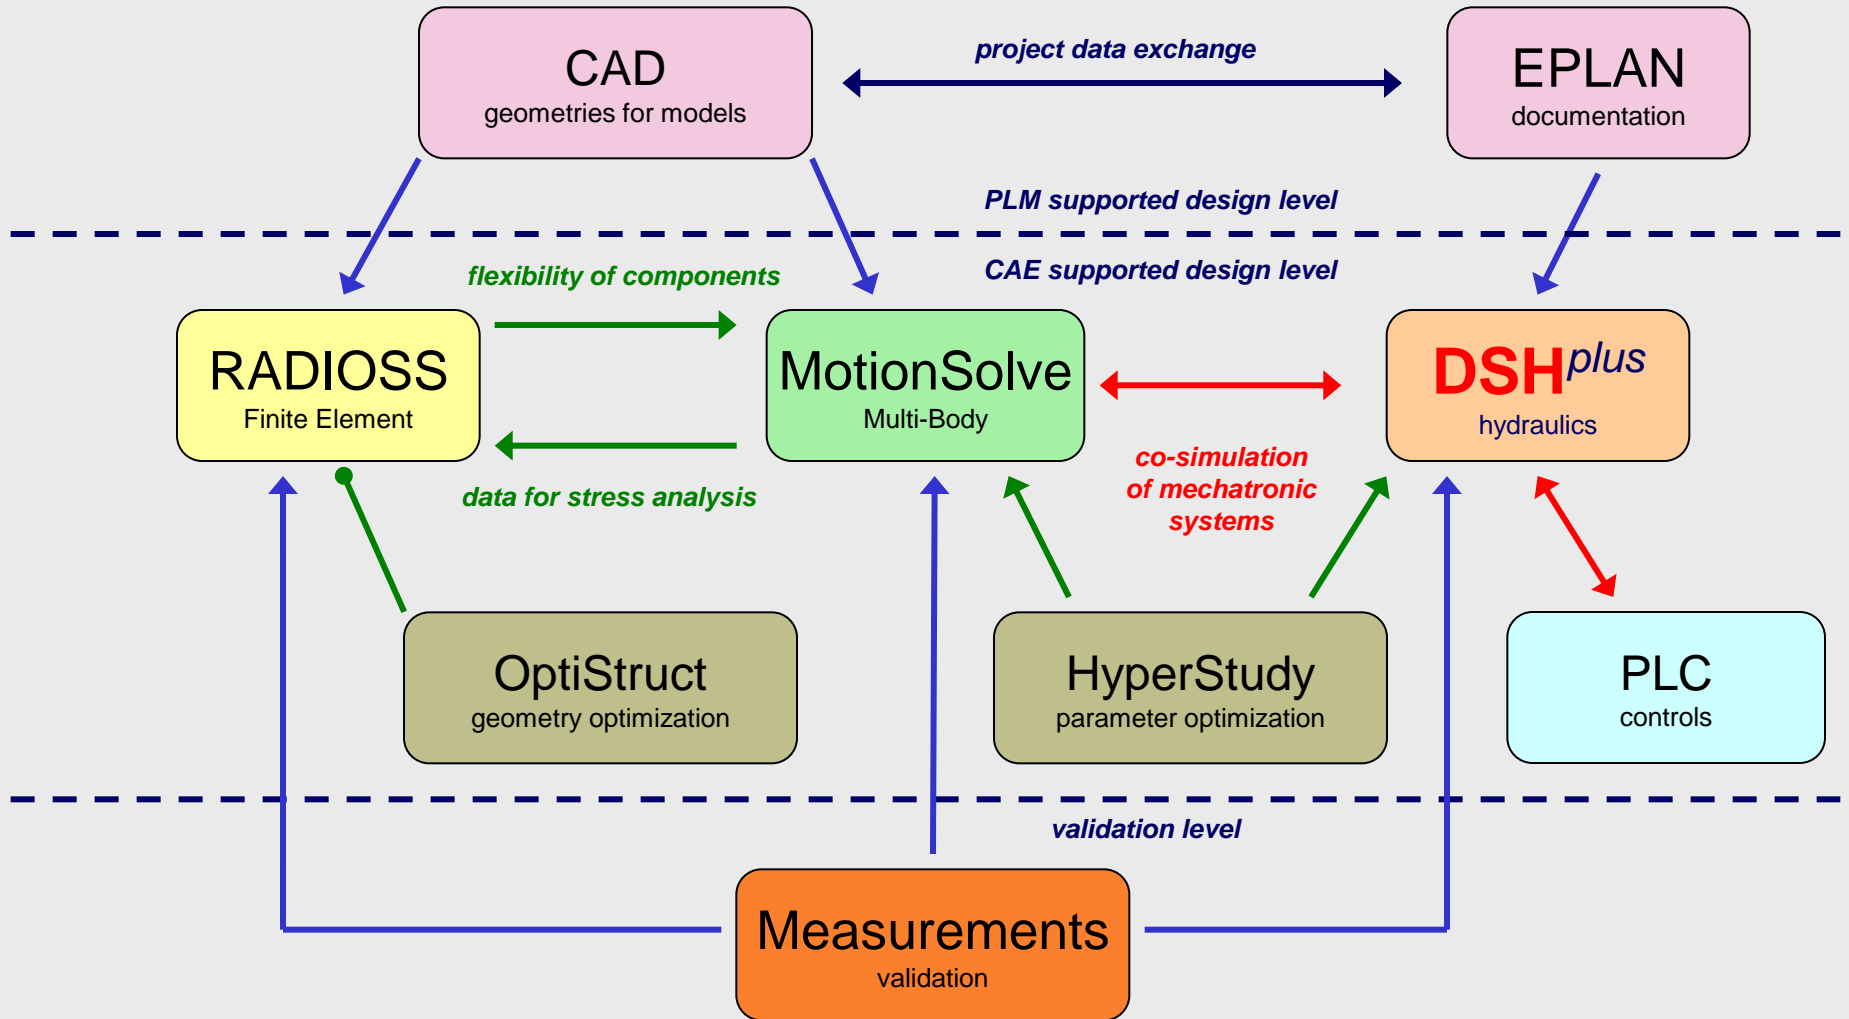 CAD
geometries for models
project data exchange
EPLAN
documentation
PLM supported design level
CAE supported design level
flexibility of components
RADIOSS
Finite Element
MotionSolve
Multi-Body
DSHplus
hydraulics
data for stress analysis
co-simulation
of mechatronic
systems
OptiStruct
geometry optimization
HyperStudy
parameter optimization
PLC
controls
validation level
Measurements
validation